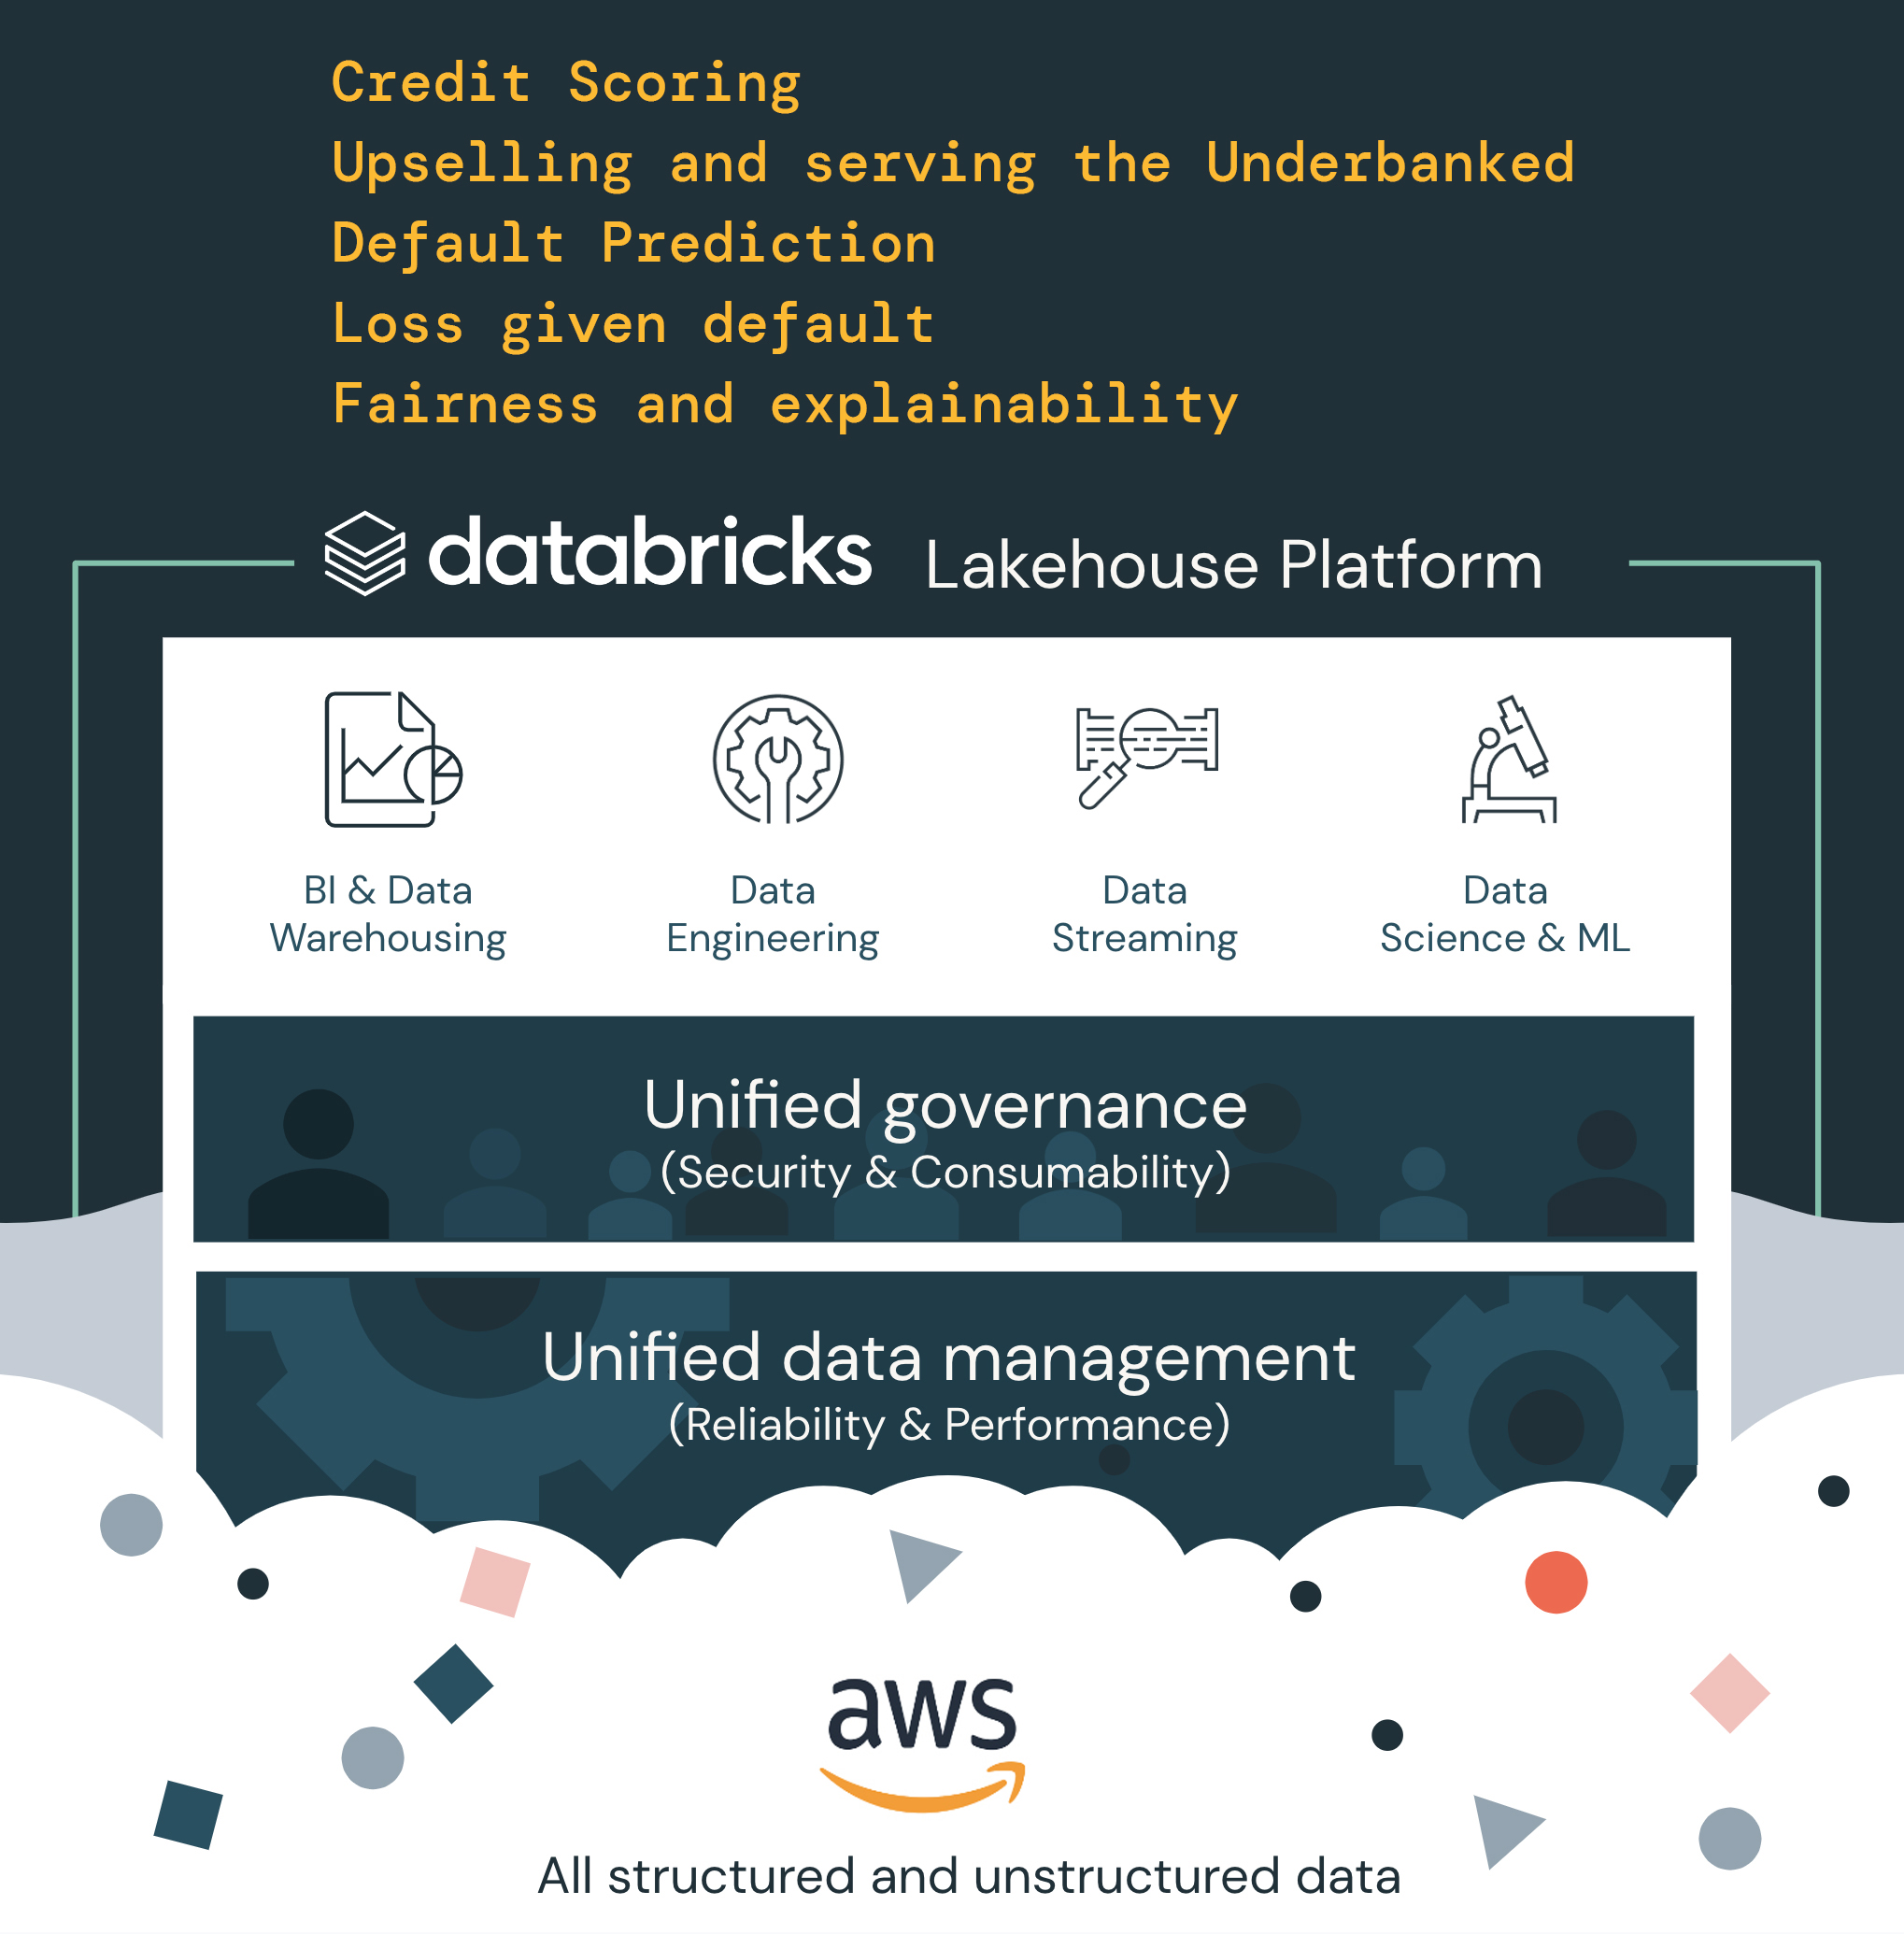 Credit Scoring
Upselling and serving the Underbanked
Default Prediction
Loss given default
Fairness and explainability
databricks Lakehouse Platform
BI & Data
Warehousing
Data
Engineering
Data
Streaming
Data
Science & ML
Unified governance
(Security & Consumability)
Unified data management
(Reliability & Performance)
aws
All structured and unstructured data